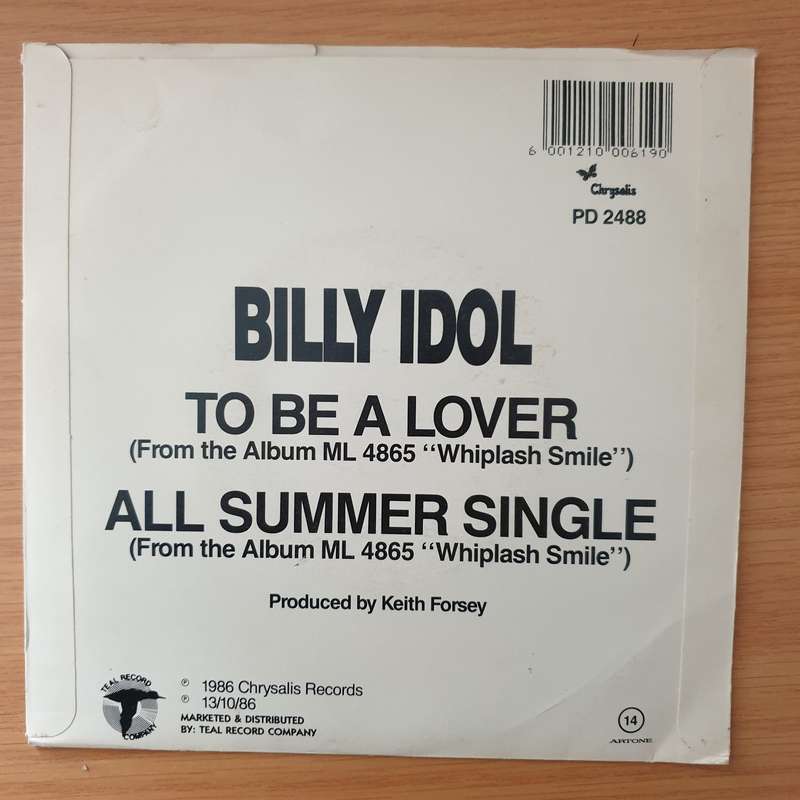 6 001210 006190
Chrysalis
PD 2488
BILLY IDOL
TO BE A LOVER
(From the Album ML 4865 ‘‘Whiplash Smile’’)
ALL SUMMER SINGLE
(From the Album ML 4865 ‘‘Whiplash Smile’’)
Produced by Keith Forsey
TEAL RECORD COMPANY
℗ 1986 Chrysalis Records
℗ 13/10/86
MARKETED & DISTRIBUTED
BY: TEAL RECORD COMPANY
14
ARTONE